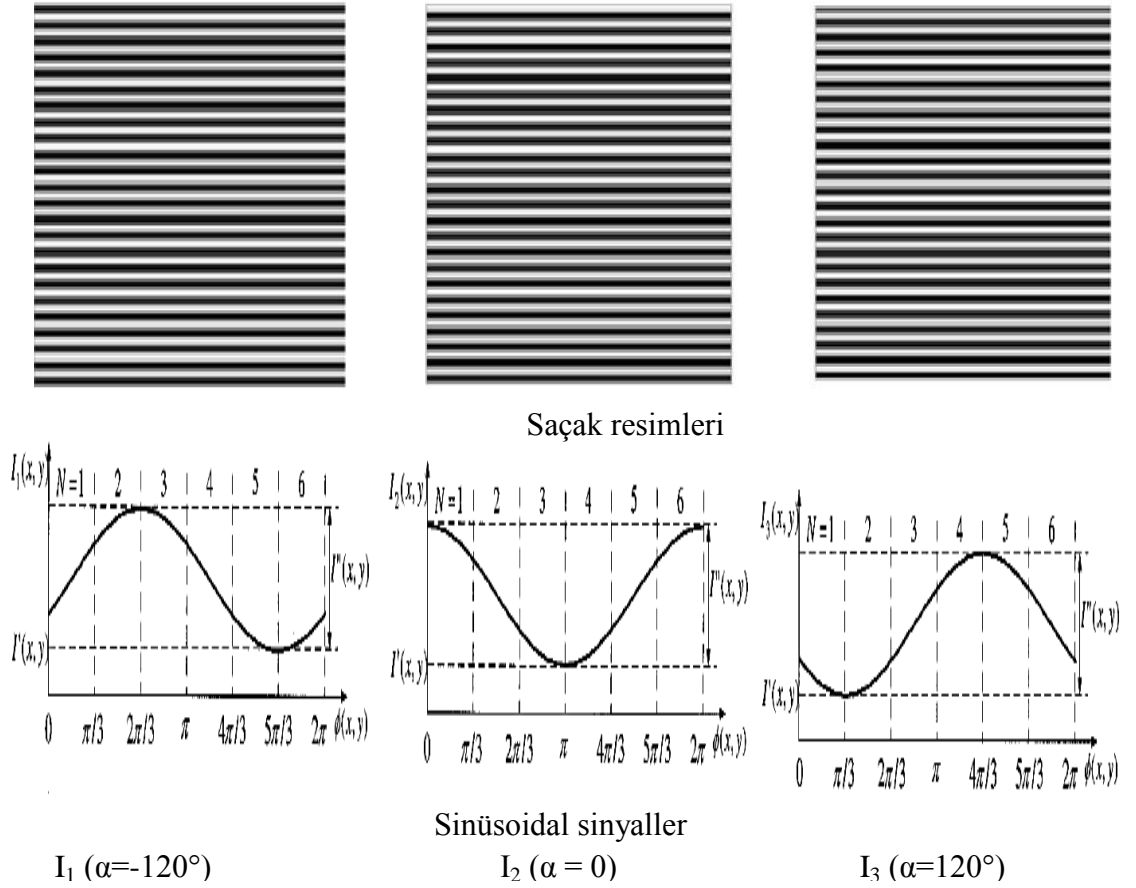 Saçak resimleri
I₁(x, y) N=1 2 3 4 5 6 I''(x, y)
I'(x, y)
0 π/3 2π/3 π 4π/3 5π/3 2π ϕ(x, y)
I₂(x, y) N=1 2 3 4 5 6 I''(x, y)
I'(x, y)
0 π/3 2π/3 π 4π/3 5π/3 2π ϕ(x, y)
I₃(x, y) N=1 2 3 4 5 6 I''(x, y)
I'(x, y)
0 π/3 2π/3 π 4π/3 5π/3 2π ϕ(x, y)
Sinüsoidal sinyaller
I₁ (α=-120°) I₂ (α = 0) I₃ (α=120°)